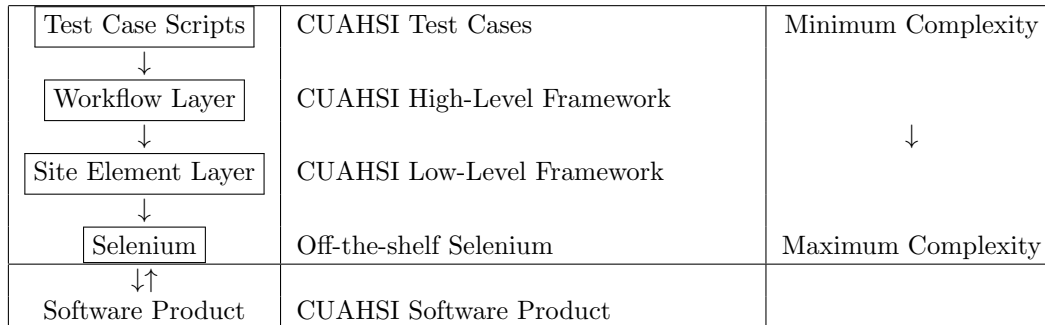 Test Case Scripts CUAHSI Test Cases Minimum Complexity
↓
Workflow Layer CUAHSI High-Level Framework
↓ ↓
Site Element Layer CUAHSI Low-Level Framework
↓
Selenium Off-the-shelf Selenium Maximum Complexity
↓↑
Software Product CUAHSI Software Product